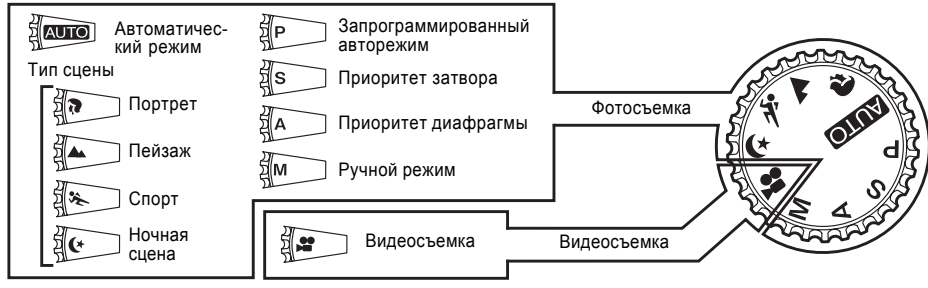 AUTO
Автоматичес-
кий режим
Тип сцены
Портрет
Пейзаж
Спорт
Ночная
сцена
P
Запрограммированный
авторежим
S
Приоритет затвора
A
Приоритет диафрагмы
M
Ручной режим
Видеосъемка
Фотосъемка
Видеосъемка
AUTO
P
S
A
M